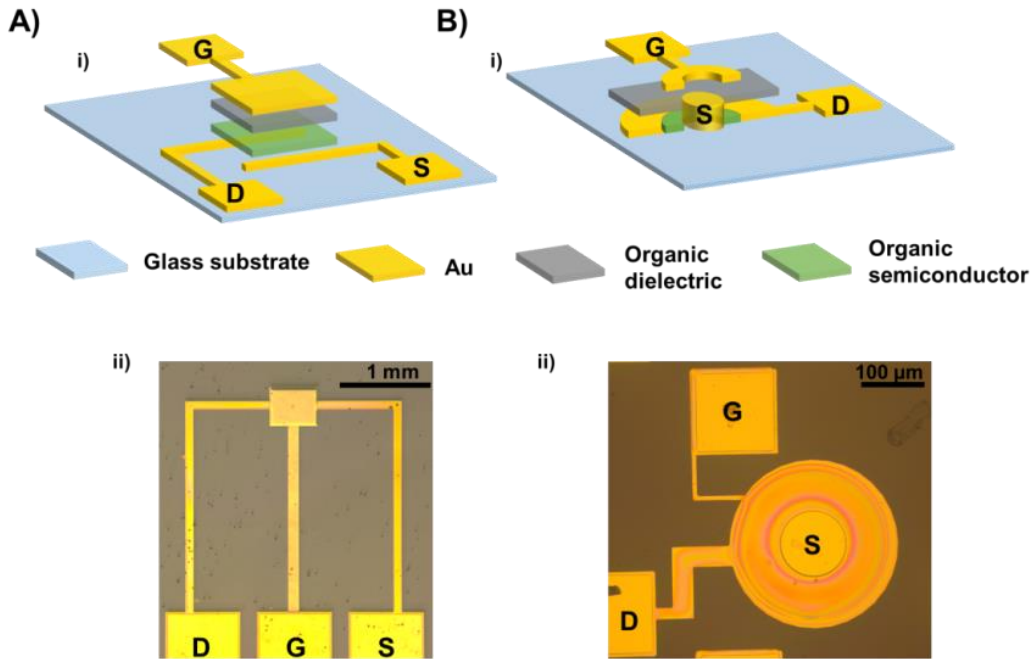 A)
B)
i)
G
D
S
i)
G
S
D
Glass substrate
Au
Organic
dielectric
Organic
semiconductor
ii)
1 mm
D
G
S
ii)
100 µm
G
S
D